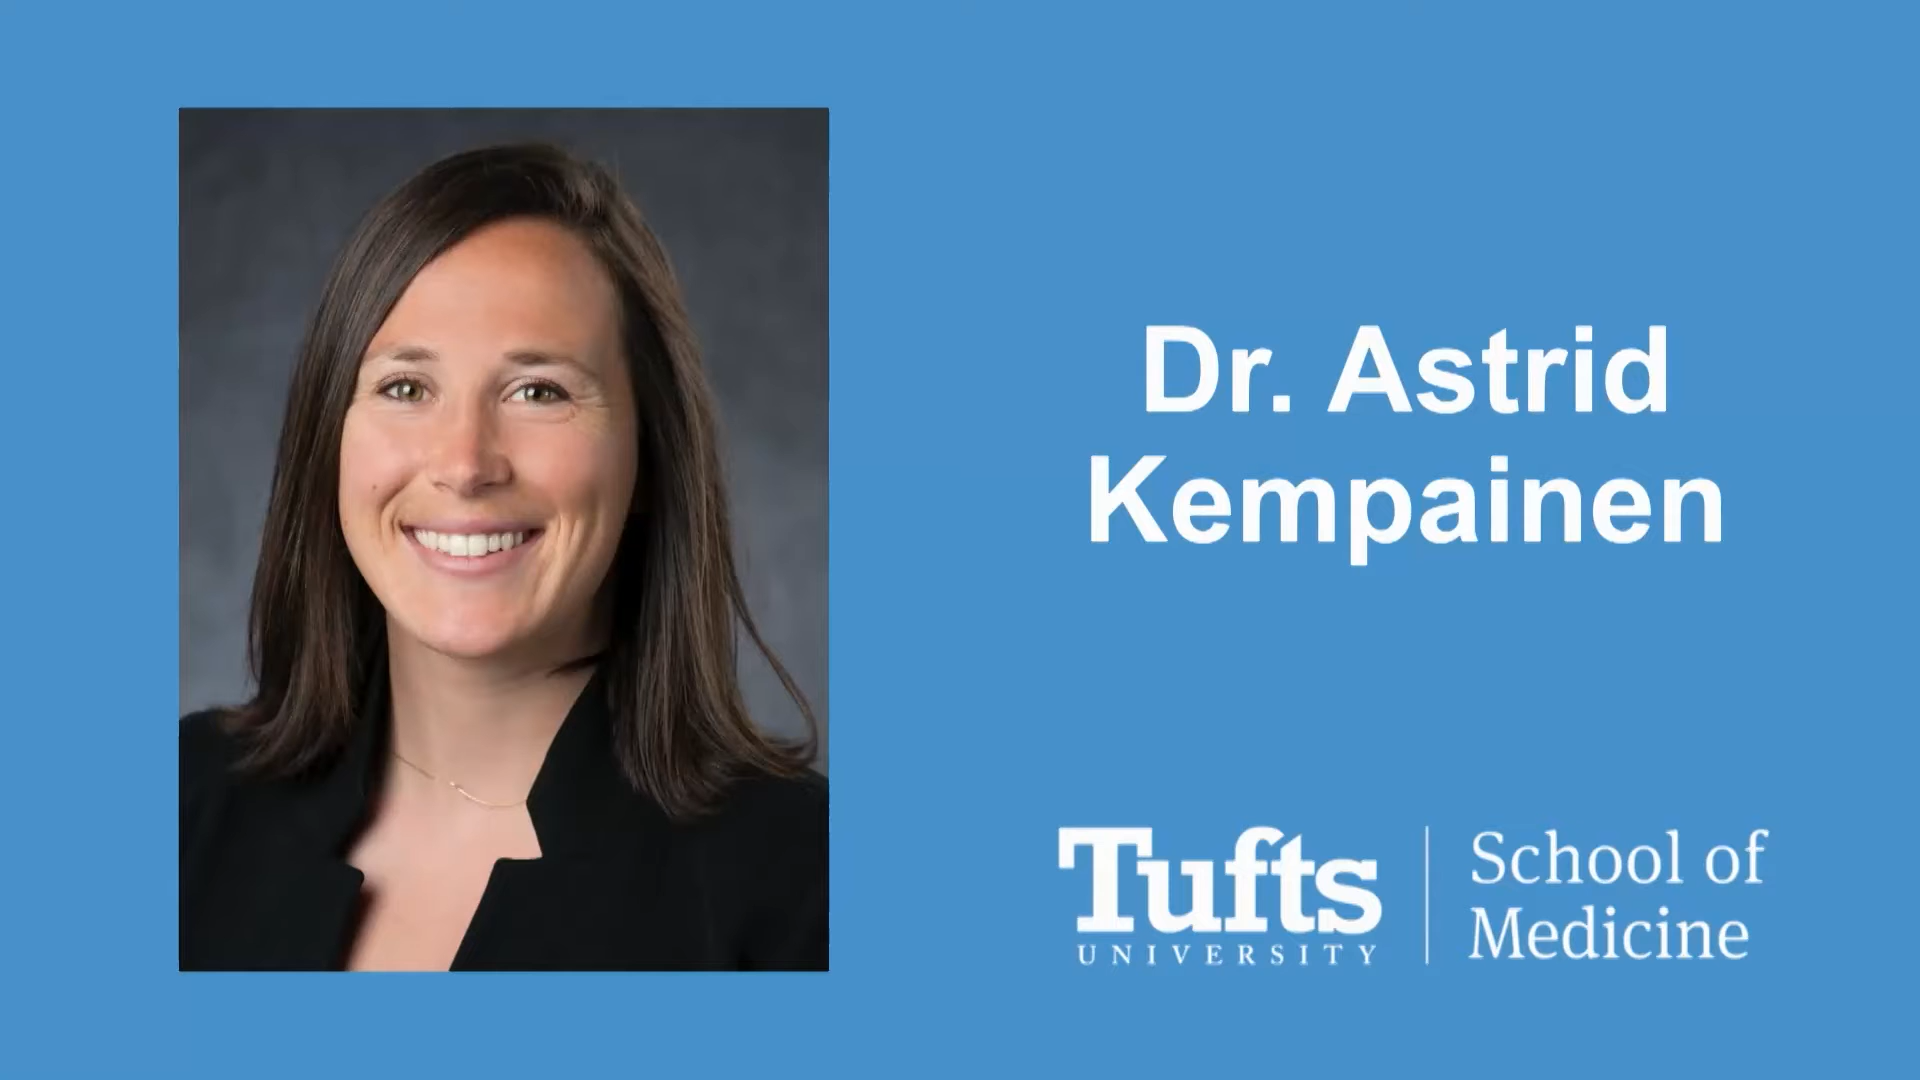 Dr. Astrid
Kempainen
Tufts
UNIVERSITY
School of
Medicine